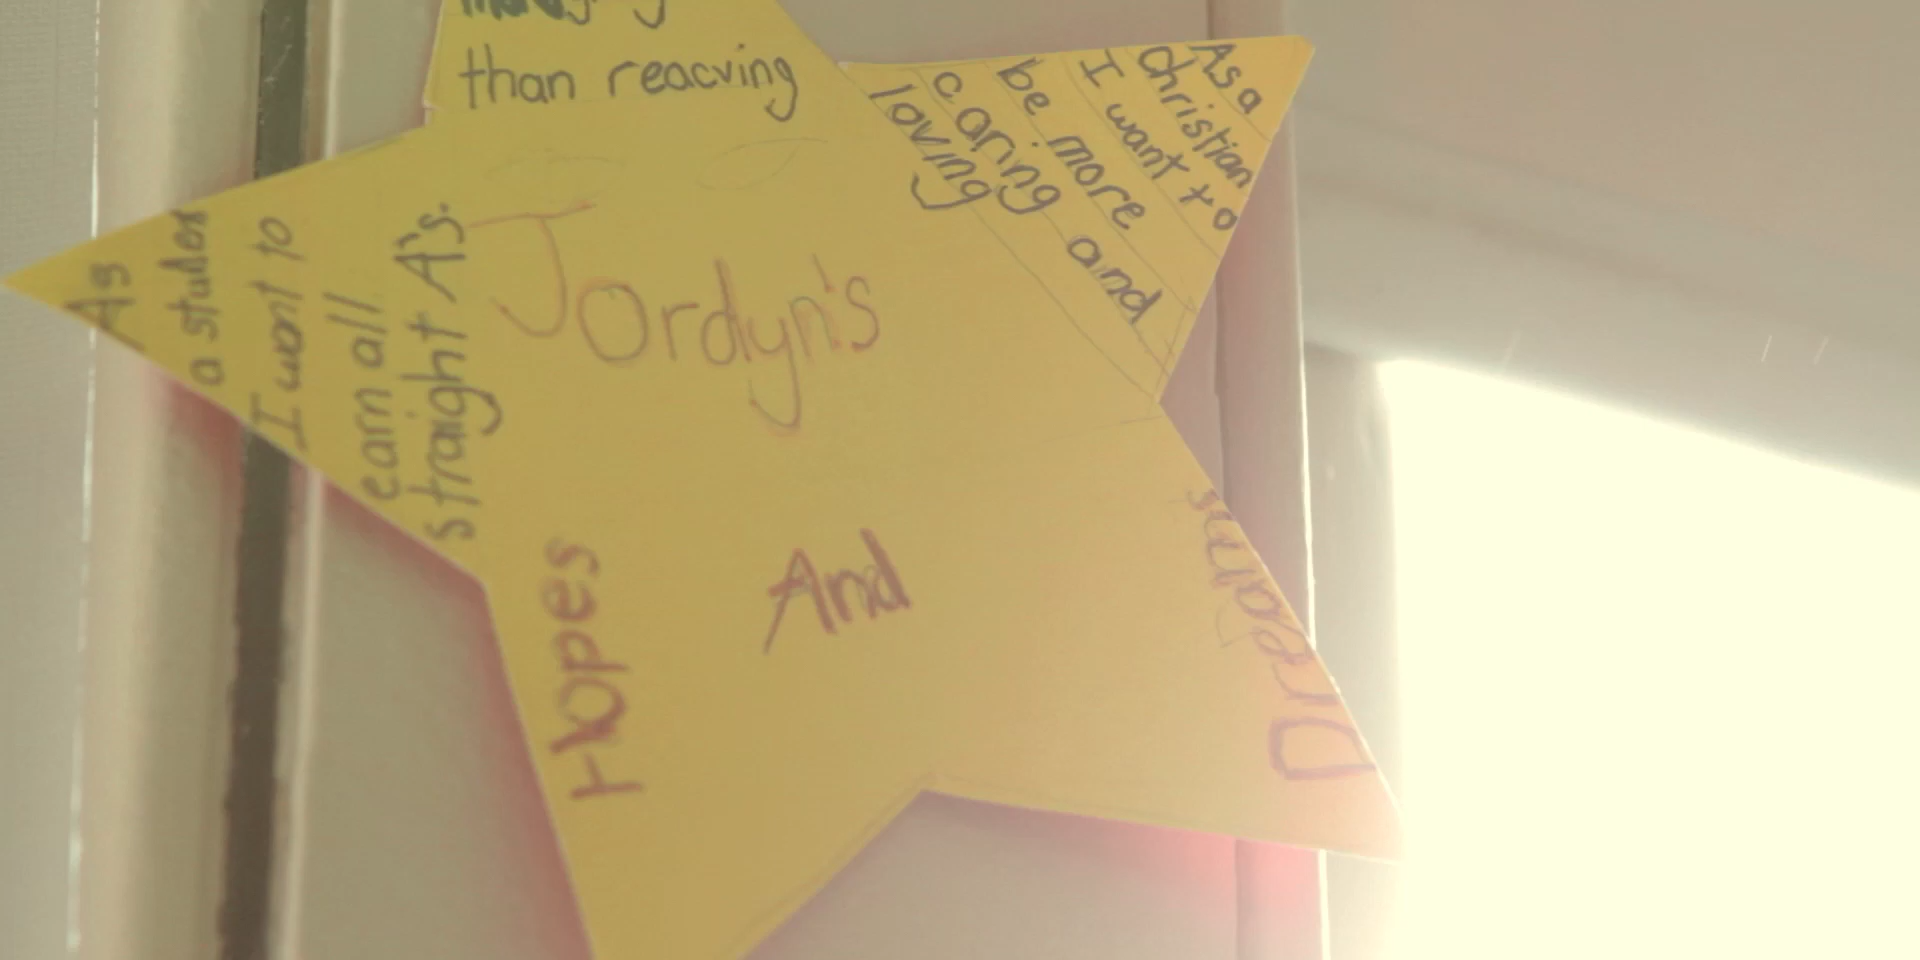 than reacving
As a
Christian
I want to
be more
caring and
loving
As
a studen
I want to
earn all
straight A's.
Jordyn's
Hopes
And
Dreams